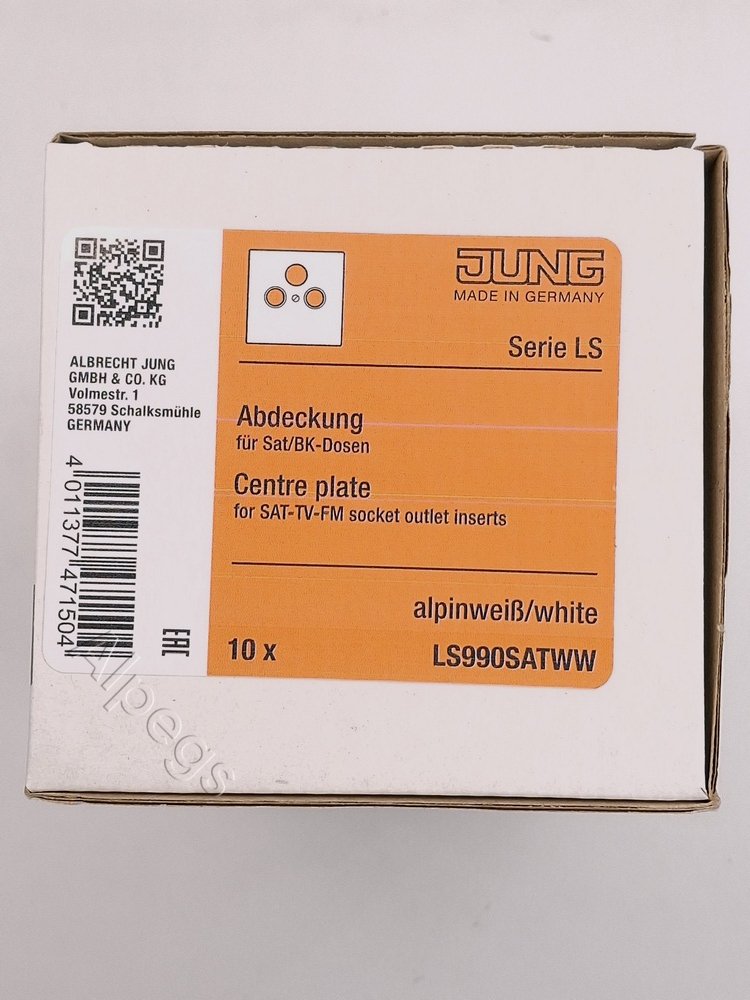 JUNG
MADE IN GERMANY
Serie LS
ALBRECHT JUNG
GMBH & CO. KG
Volmestr. 1
58579 Schalksmühle
GERMANY
Abdeckung
für Sat/BK-Dosen
Centre plate
for SAT-TV-FM socket outlet inserts
4 011377 471504
EAC
alpinweiß/white
10 x
LS990SATWW
Alpegs